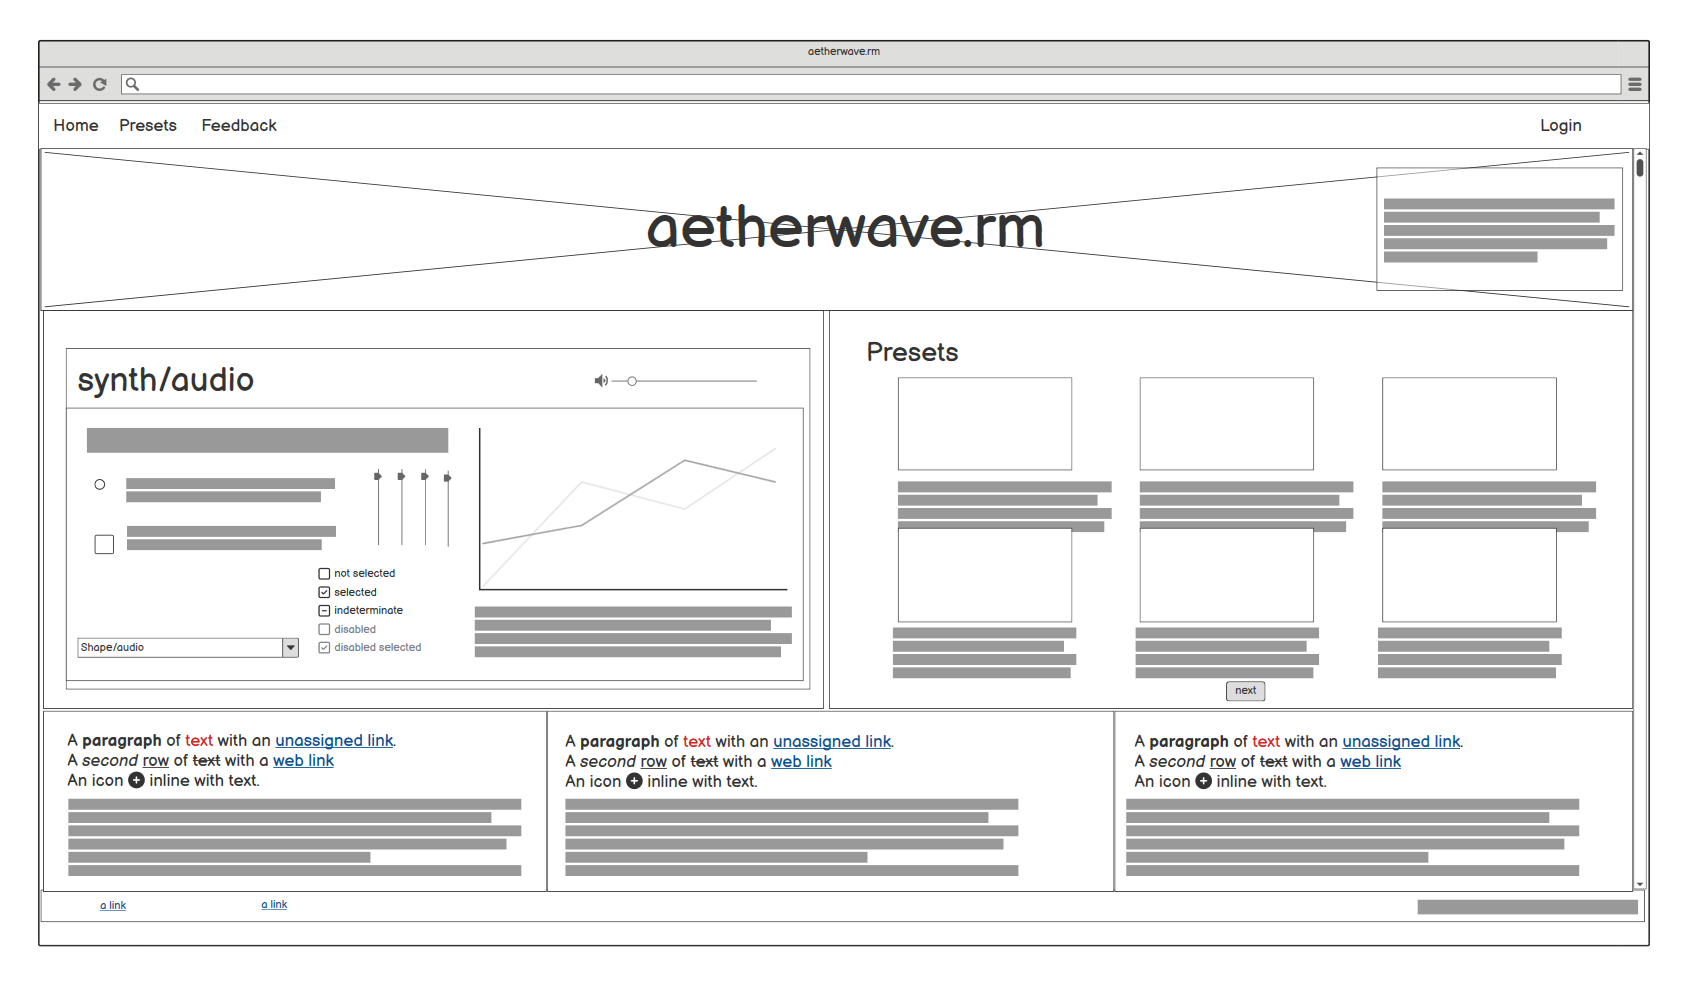 aetherwave.rm
Home Presets Feedback Login
aetherwave.rm
synth/audio
not selected
selected
indeterminate
disabled
disabled selected
Shape/audio
Presets
next
A paragraph of text with an unassigned link.
A second row of text with a web link
An icon inline with text.
A paragraph of text with an unassigned link.
A second row of text with a web link
An icon inline with text.
A paragraph of text with an unassigned link.
A second row of text with a web link
An icon inline with text.
a link a link